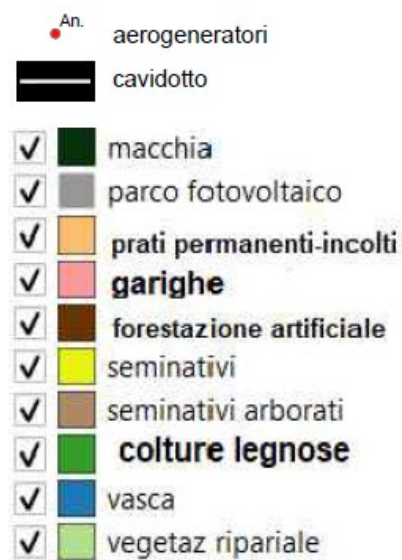 An.
aerogeneratori
cavidotto
macchia
parco fotovoltaico
prati permanenti-incolti
garighe
forestazione artificiale
seminativi
seminativi arborati
colture legnose
vasca
vegetaz ripariale